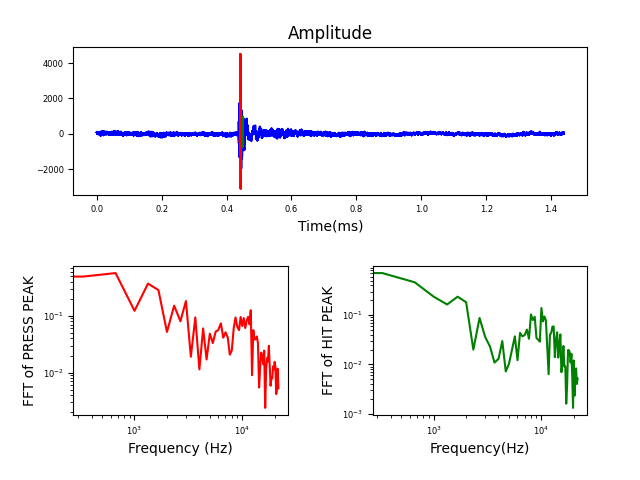 Amplitude
4000
2000
0
−2000
0.0 0.2 0.4 0.6 0.8 1.0 1.2 1.4
Time(ms)
FFT of PRESS PEAK
10⁻¹
10⁻²
10³ 10⁴
Frequency (Hz)
FFT of HIT PEAK
10⁻¹
10⁻²
10⁻³
10³ 10⁴
Frequency(Hz)